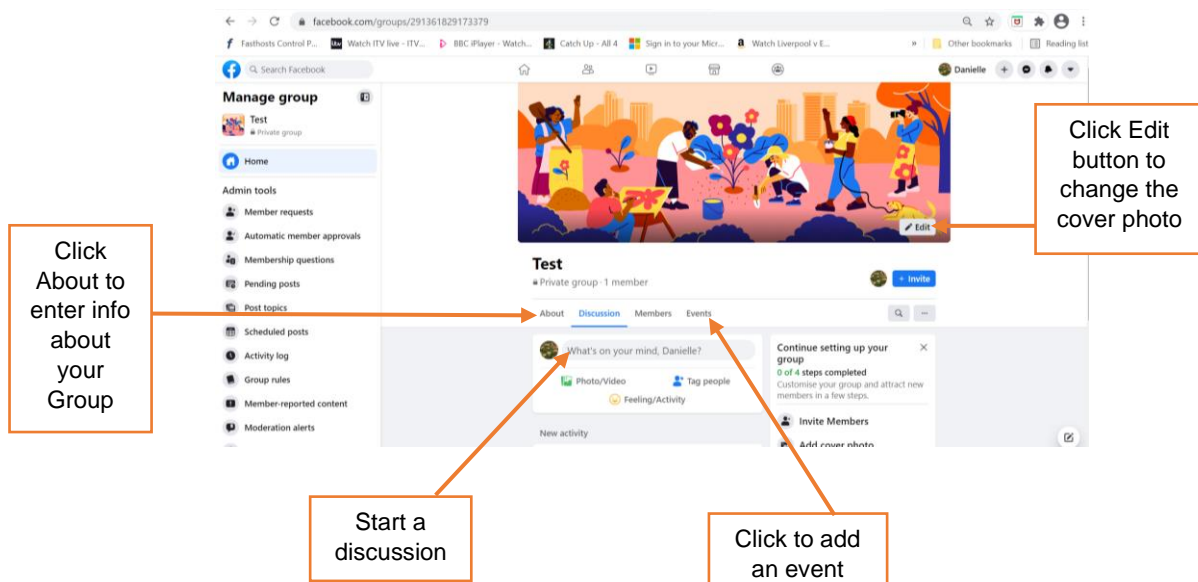 facebook.com/groups/291361829173379
Fasthosts Control P...
Watch ITV live - ITV...
BBC iPlayer - Watch...
Catch Up - All 4
Sign in to your Micr...
Watch Liverpool v E...
»
Other bookmarks
Reading list
Search Facebook
Danielle
Manage group
Test
Private group
Home
Admin tools
Member requests
Automatic member approvals
Membership questions
Pending posts
Post topics
Scheduled posts
Activity log
Group rules
Member-reported content
Moderation alerts
Edit
Test
Private group · 1 member
+ Invite
About Discussion Members Events
What's on your mind, Danielle?
Photo/Video
Tag people
Feeling/Activity
New activity
Continue setting up your
group
0 of 4 steps completed
Customise your group and attract new
members in a few steps.
Invite Members
Add cover photo
Click Edit
button to
change the
cover photo
Click
About to
enter info
about
your
Group
Start a
discussion
Click to add
an event